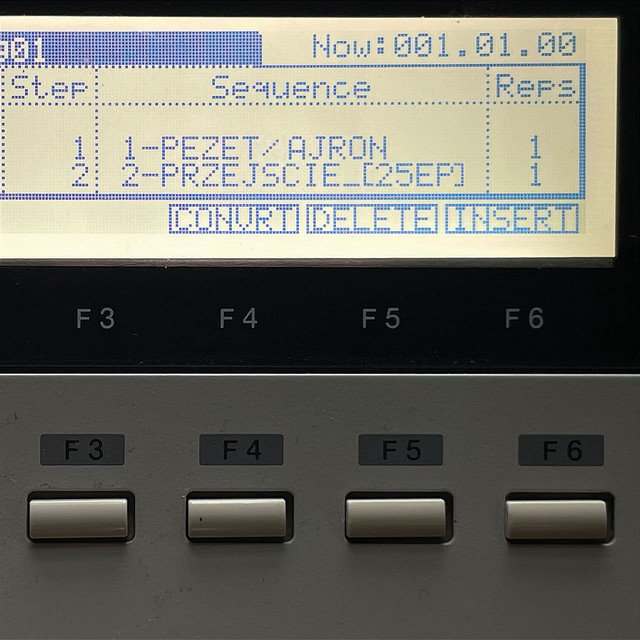 001 Now:001.01.00
Step Sequence Reps
1 1-PEZET/AJRON 1
2 2-PRZEJSCIE_[25EP] 1
CONVRT DELETE INSERT
F3 F4 F5 F6
F3 F4 F5 F6